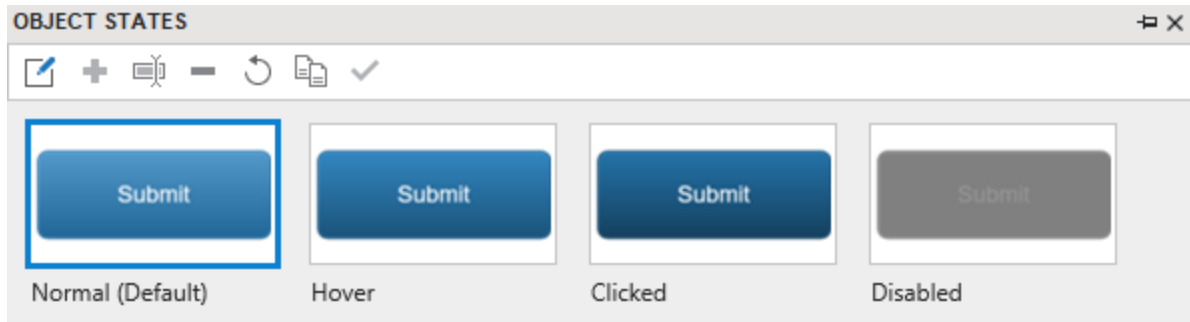 OBJECT STATES
Submit Submit Submit Submit
Normal (Default) Hover Clicked Disabled